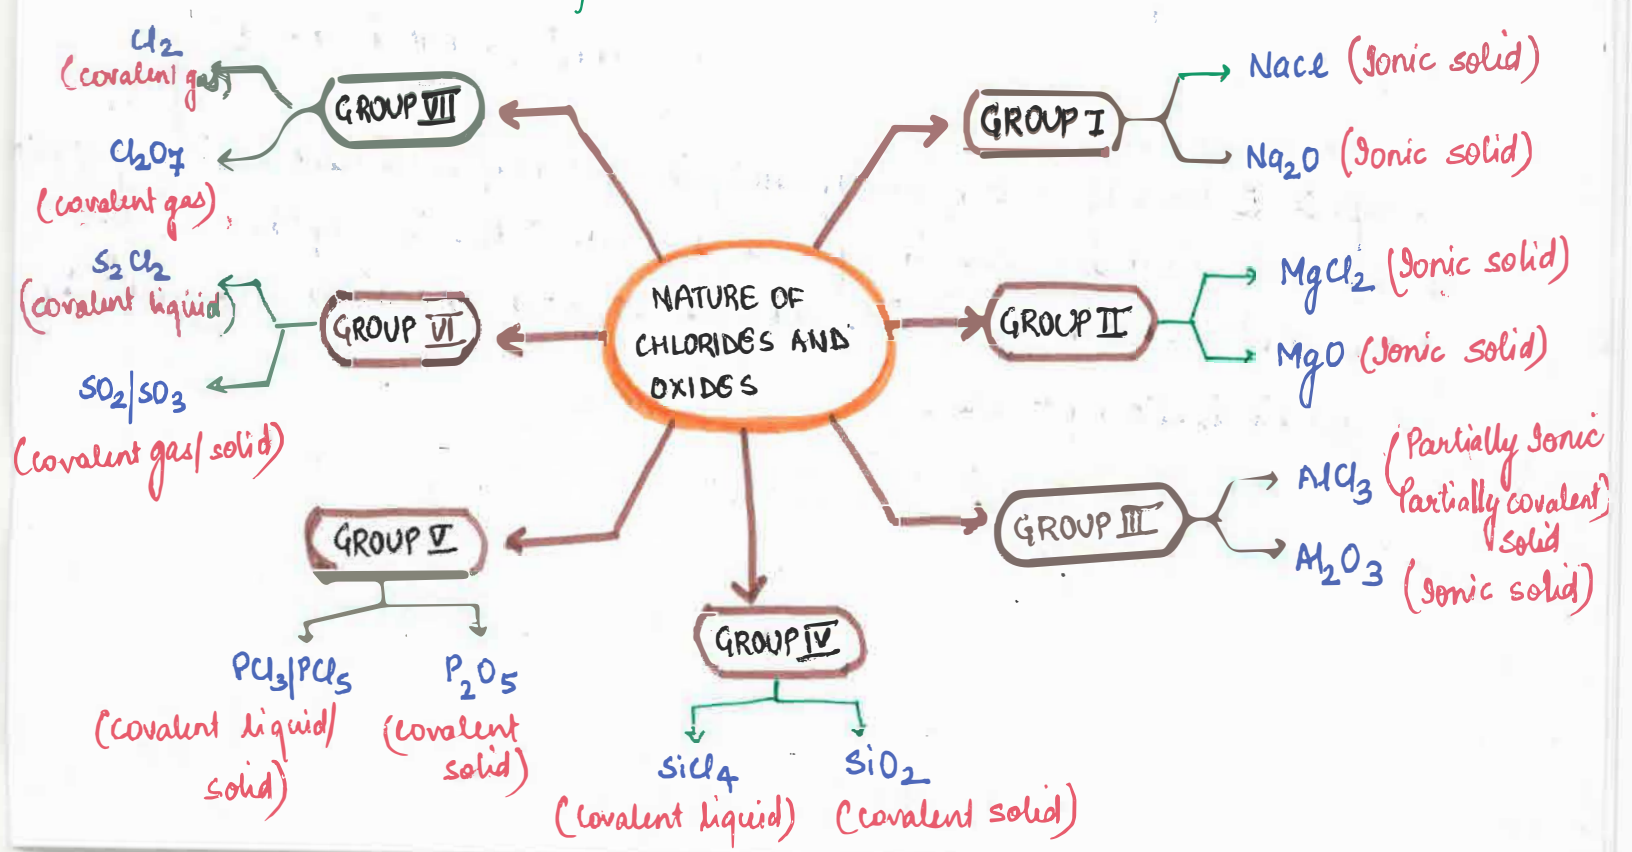 NATURE OF
CHLORIDES AND
OXIDES
GROUP I
NaCl (Ionic solid)
Na2O (Ionic solid)
GROUP II
MgCl2 (Ionic solid)
MgO (Ionic solid)
GROUP III
AlCl3 (Partially Ionic
Partially covalent)
solid
Al2O3 (Ionic solid)
GROUP IV
SiCl4
(covalent liquid)
SiO2
(covalent solid)
GROUP V
PCl3/PCl5
(covalent liquid/
solid)
P2O5
(covalent
solid)
GROUP VI
S2Cl2
(covalent liquid)
SO2/SO3
(covalent gas/solid)
GROUP VII
Cl2
(covalent gas)
Cl2O7
(covalent gas)